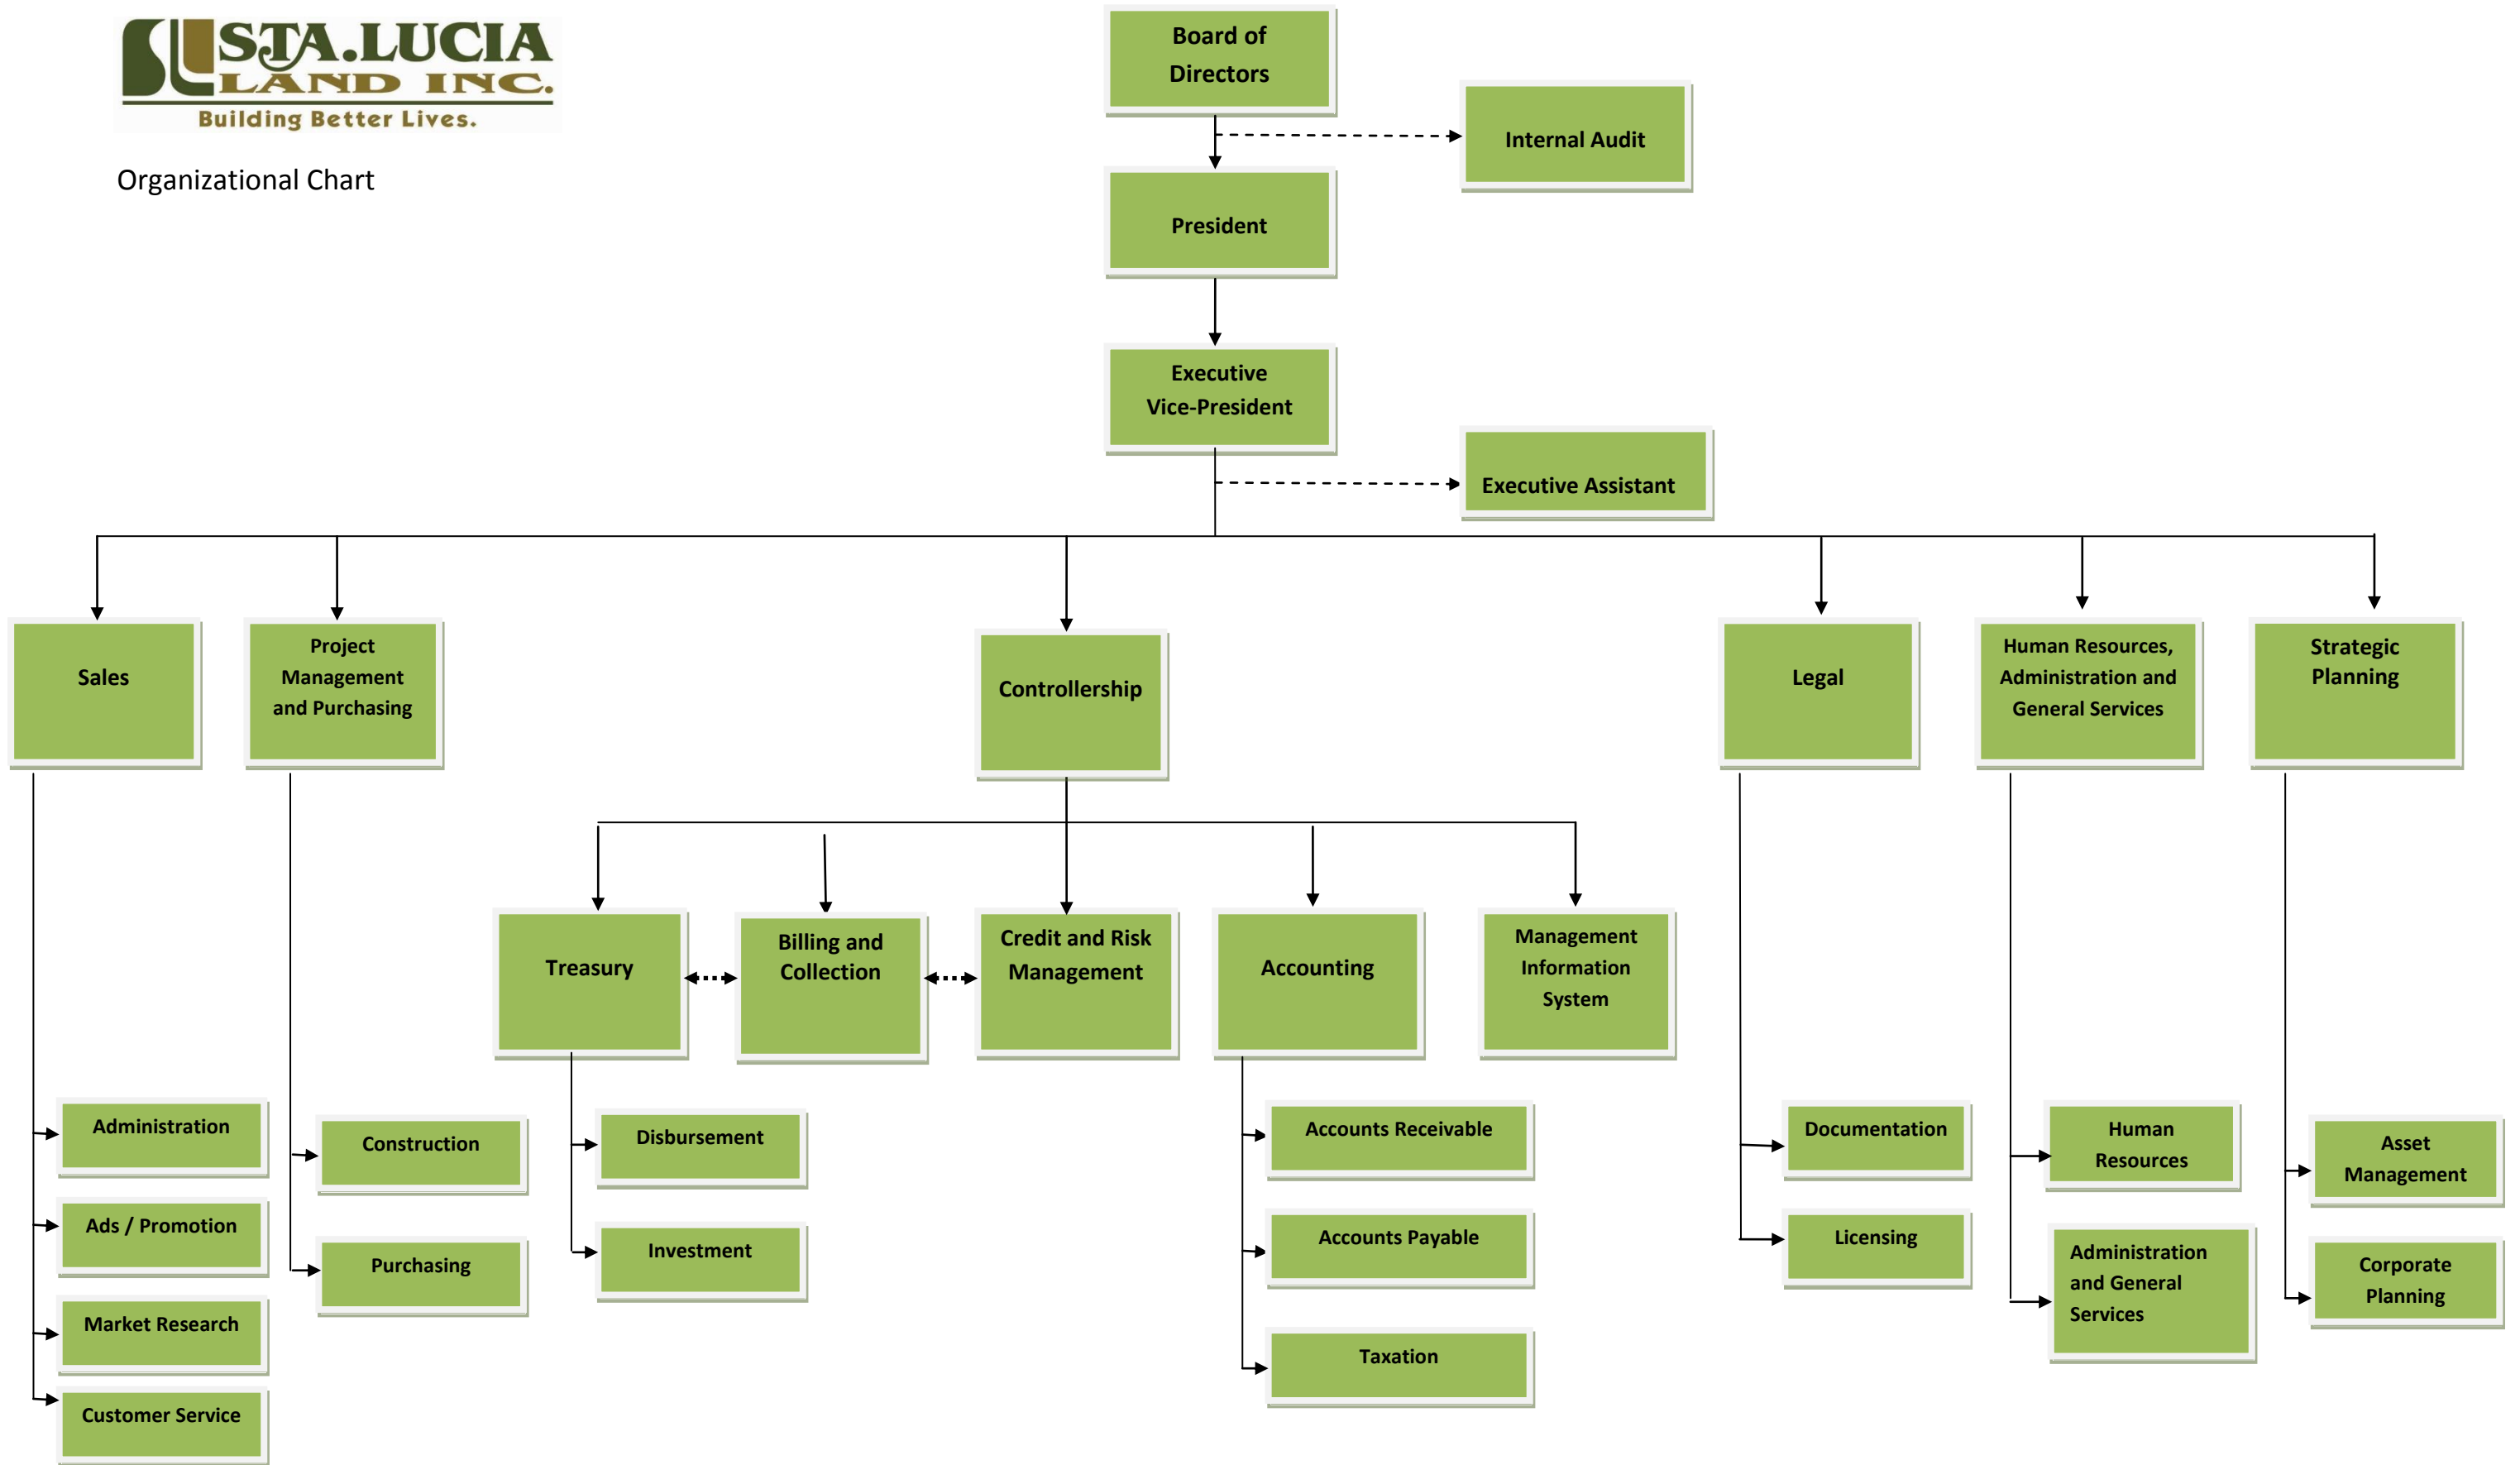 STA.LUCIA
LAND INC.
Building Better Lives.
Organizational Chart
Board of
Directors
Internal Audit
President
Executive
Vice-President
Executive Assistant
Sales
Project
Management
and Purchasing
Controllership
Legal
Human Resources,
Administration and
General Services
Strategic
Planning
Treasury
Billing and
Collection
Credit and Risk
Management
Accounting
Management
Information
System
Administration
Ads / Promotion
Market Research
Customer Service
Construction
Purchasing
Disbursement
Investment
Accounts Receivable
Accounts Payable
Taxation
Documentation
Licensing
Human
Resources
Administration
and General
Services
Asset
Management
Corporate
Planning